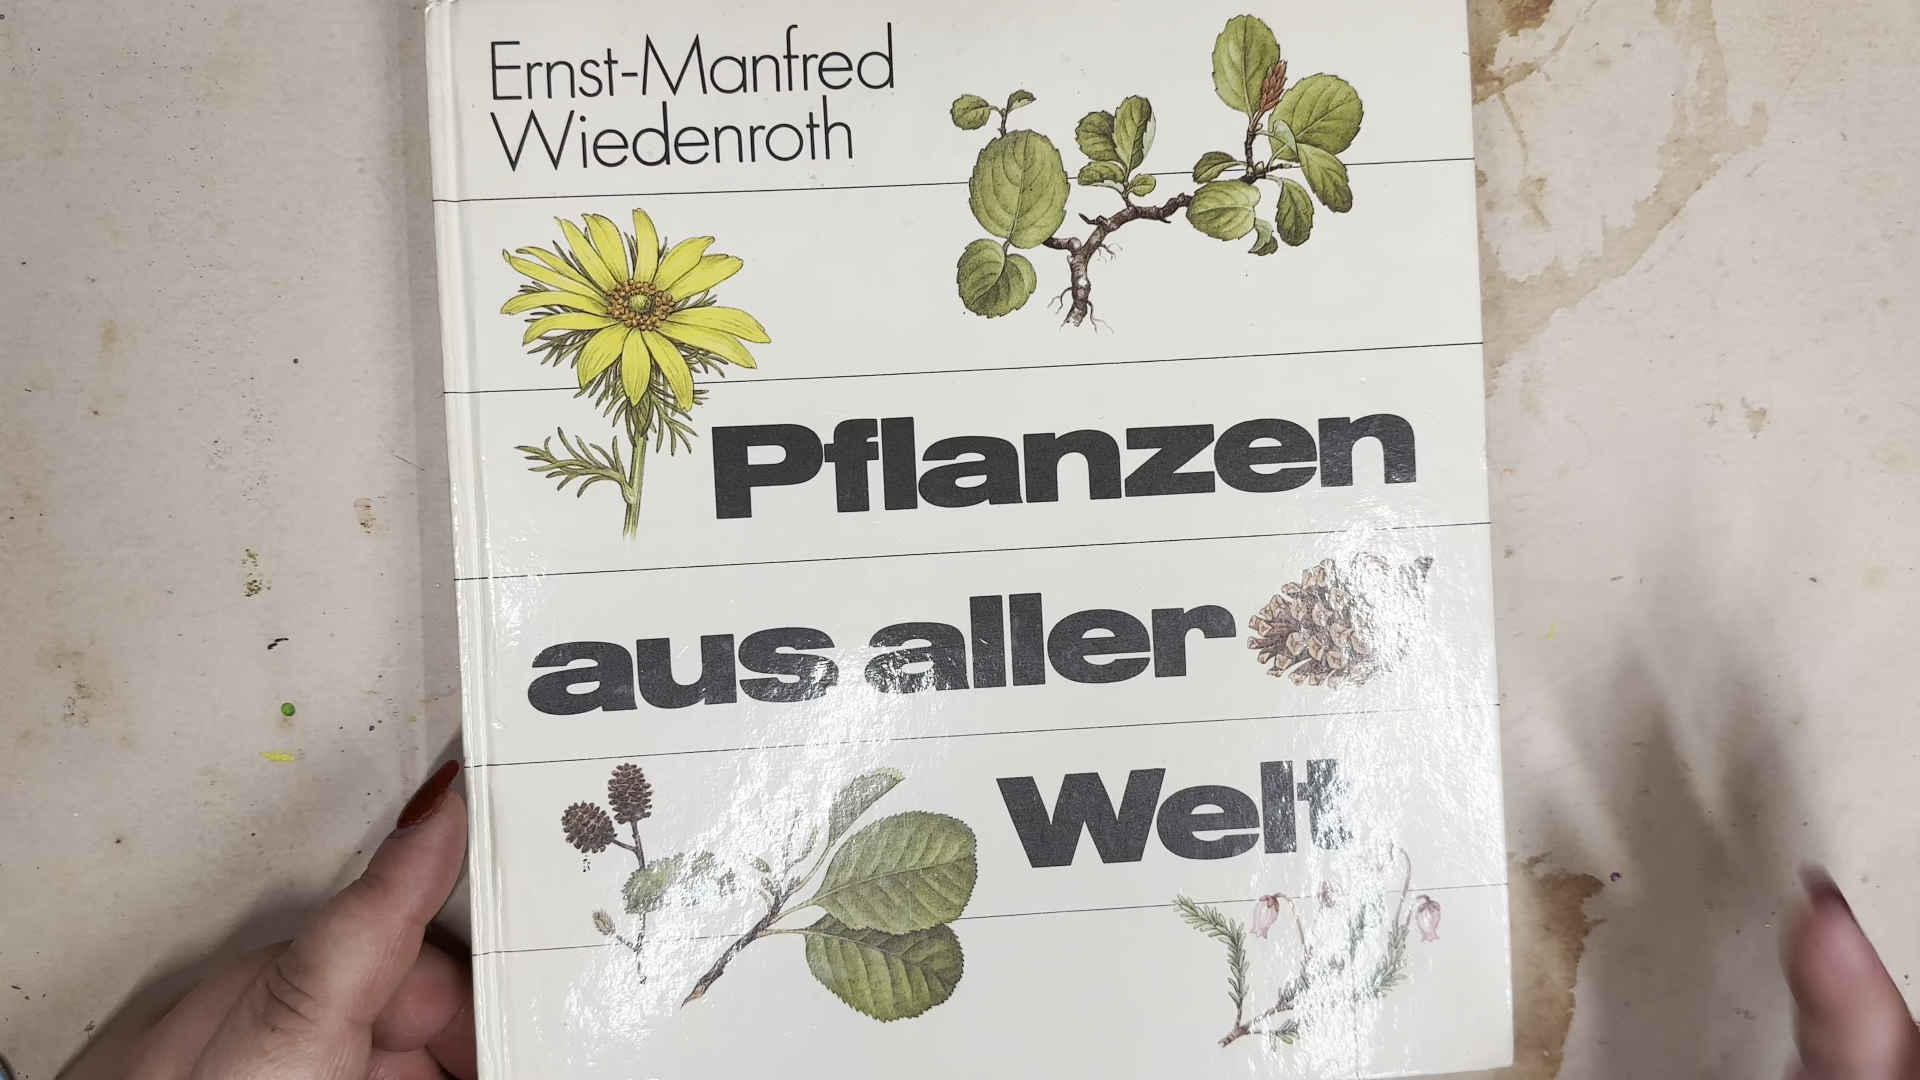 Ernst-Manfred
Wiedenroth
Pflanzen
aus aller
Welt